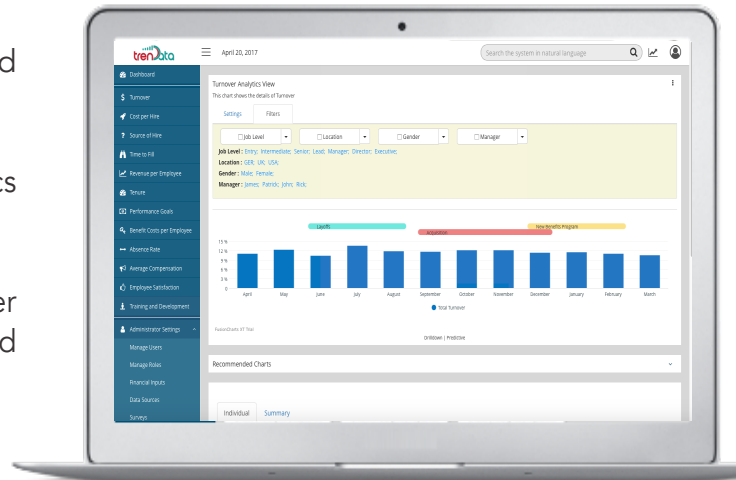 d
cs
er
d
trenData
April 20, 2017
Search the system in natural language
Dashboard
Turnover
Cost per Hire
Source of Hire
Time to Fill
Revenue per Employee
Tenure
Performance Goals
Benefit Costs per Employee
Absence Rate
Average Compensation
Employee Satisfaction
Training and Development
Administrator Settings
Manage Users
Manage Roles
Financial Inputs
Data Sources
Surveys
Turnover Analytics View
This chart shows the details of Turnover
Settings Filters
Job Level Location Gender Manager
Job Level : Entry; Intermediate; Senior; Lead; Manager; Director; Executive;
Location : GER; UK; USA;
Gender : Male; Female;
Manager : James; Patrick; John; Rick;
Layoffs New Benefits Program
Acquisition
15 %
12 %
9 %
6 %
3 %
0
April May June July August September October November December January February March
Total Turnover
FusionCharts XT Trial
Drilldown | Predictive
Recommended Charts
Individual Summary